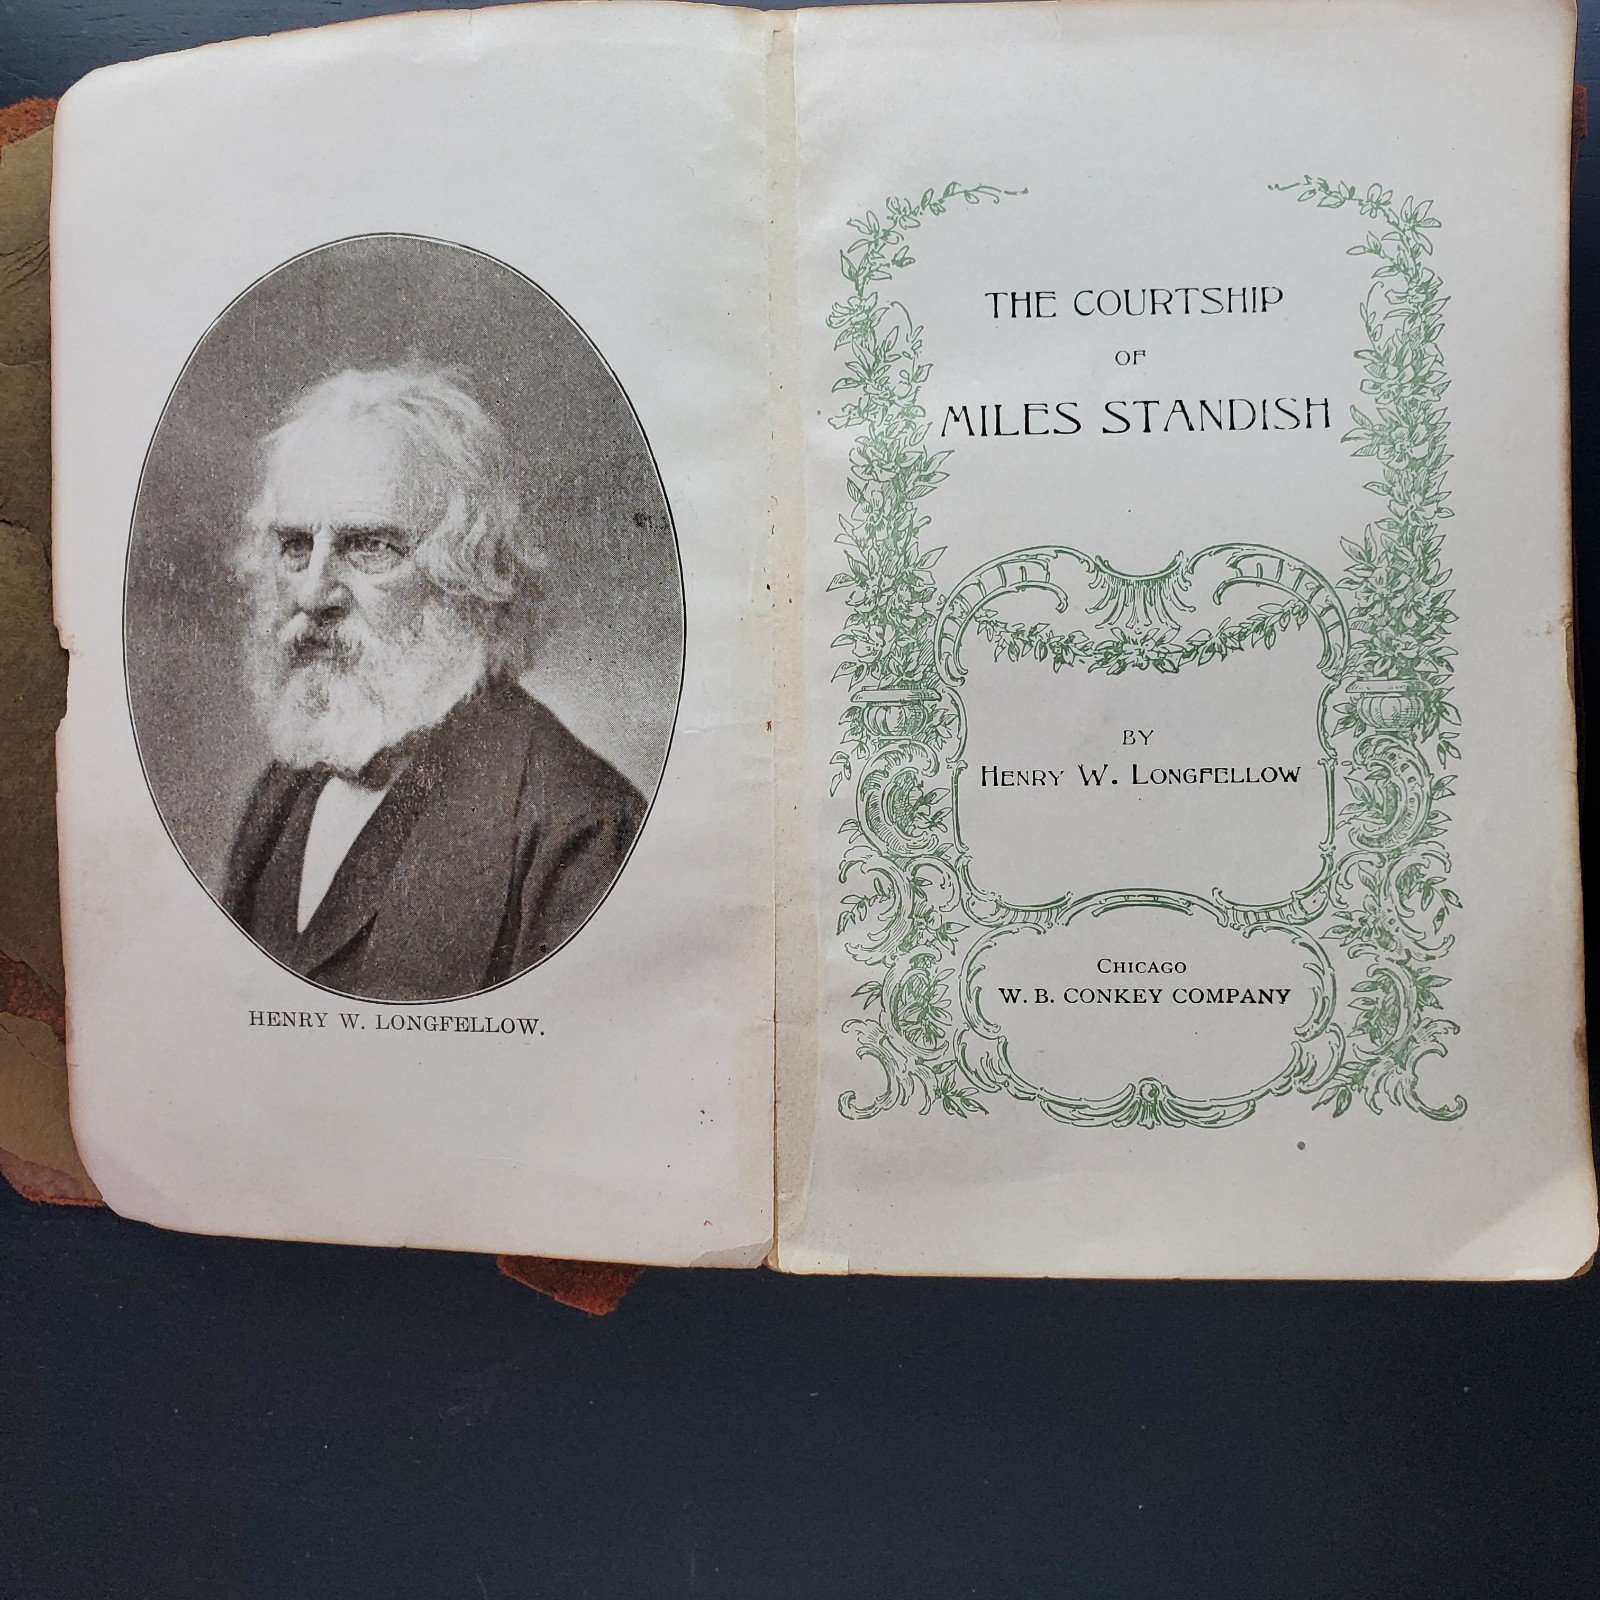 HENRY W. LONGFELLOW.
THE COURTSHIP
OF
MILES STANDISH
BY
HENRY W. LONGFELLOW
CHICAGO
W. B. CONKEY COMPANY